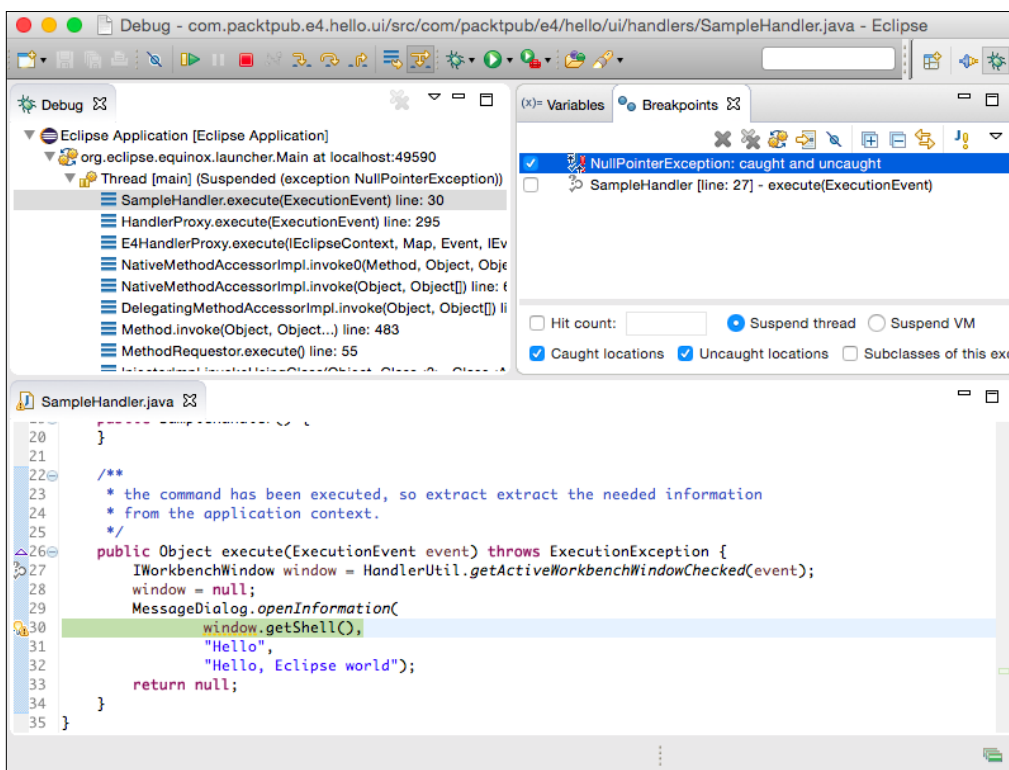 Debug - com.packtpub.e4.hello.ui/src/com/packtpub/e4/hello/ui/handlers/SampleHandler.java - Eclipse
Debug
Eclipse Application [Eclipse Application]
org.eclipse.equinox.launcher.Main at localhost:49590
Thread [main] (Suspended (exception NullPointerException))
SampleHandler.execute(ExecutionEvent) line: 30
HandlerProxy.execute(ExecutionEvent) line: 295
E4HandlerProxy.execute(IEclipseContext, Map, Event, IEv
NativeMethodAccessorImpl.invoke0(Method, Object, Obje
NativeMethodAccessorImpl.invoke(Object, Object[]) line: 6
DelegatingMethodAccessorImpl.invoke(Object, Object[]) li
Method.invoke(Object, Object...) line: 483
MethodRequestor.execute() line: 55
(x)= Variables Breakpoints
NullPointerException: caught and uncaught
SampleHandler [line: 27] - execute(ExecutionEvent)
Hit count: Suspend thread Suspend VM
Caught locations Uncaught locations Subclasses of this exc
SampleHandler.java
20 }
21
22 /**
23 * the command has been executed, so extract extract the needed information
24 * from the application context.
25 */
26 public Object execute(ExecutionEvent event) throws ExecutionException {
27 IWorkbenchWindow window = HandlerUtil.getActiveWorkbenchWindowChecked(event);
28 window = null;
29 MessageDialog.openInformation(
30 window.getShell(),
31 "Hello",
32 "Hello, Eclipse world");
33 return null;
34 }
35 }